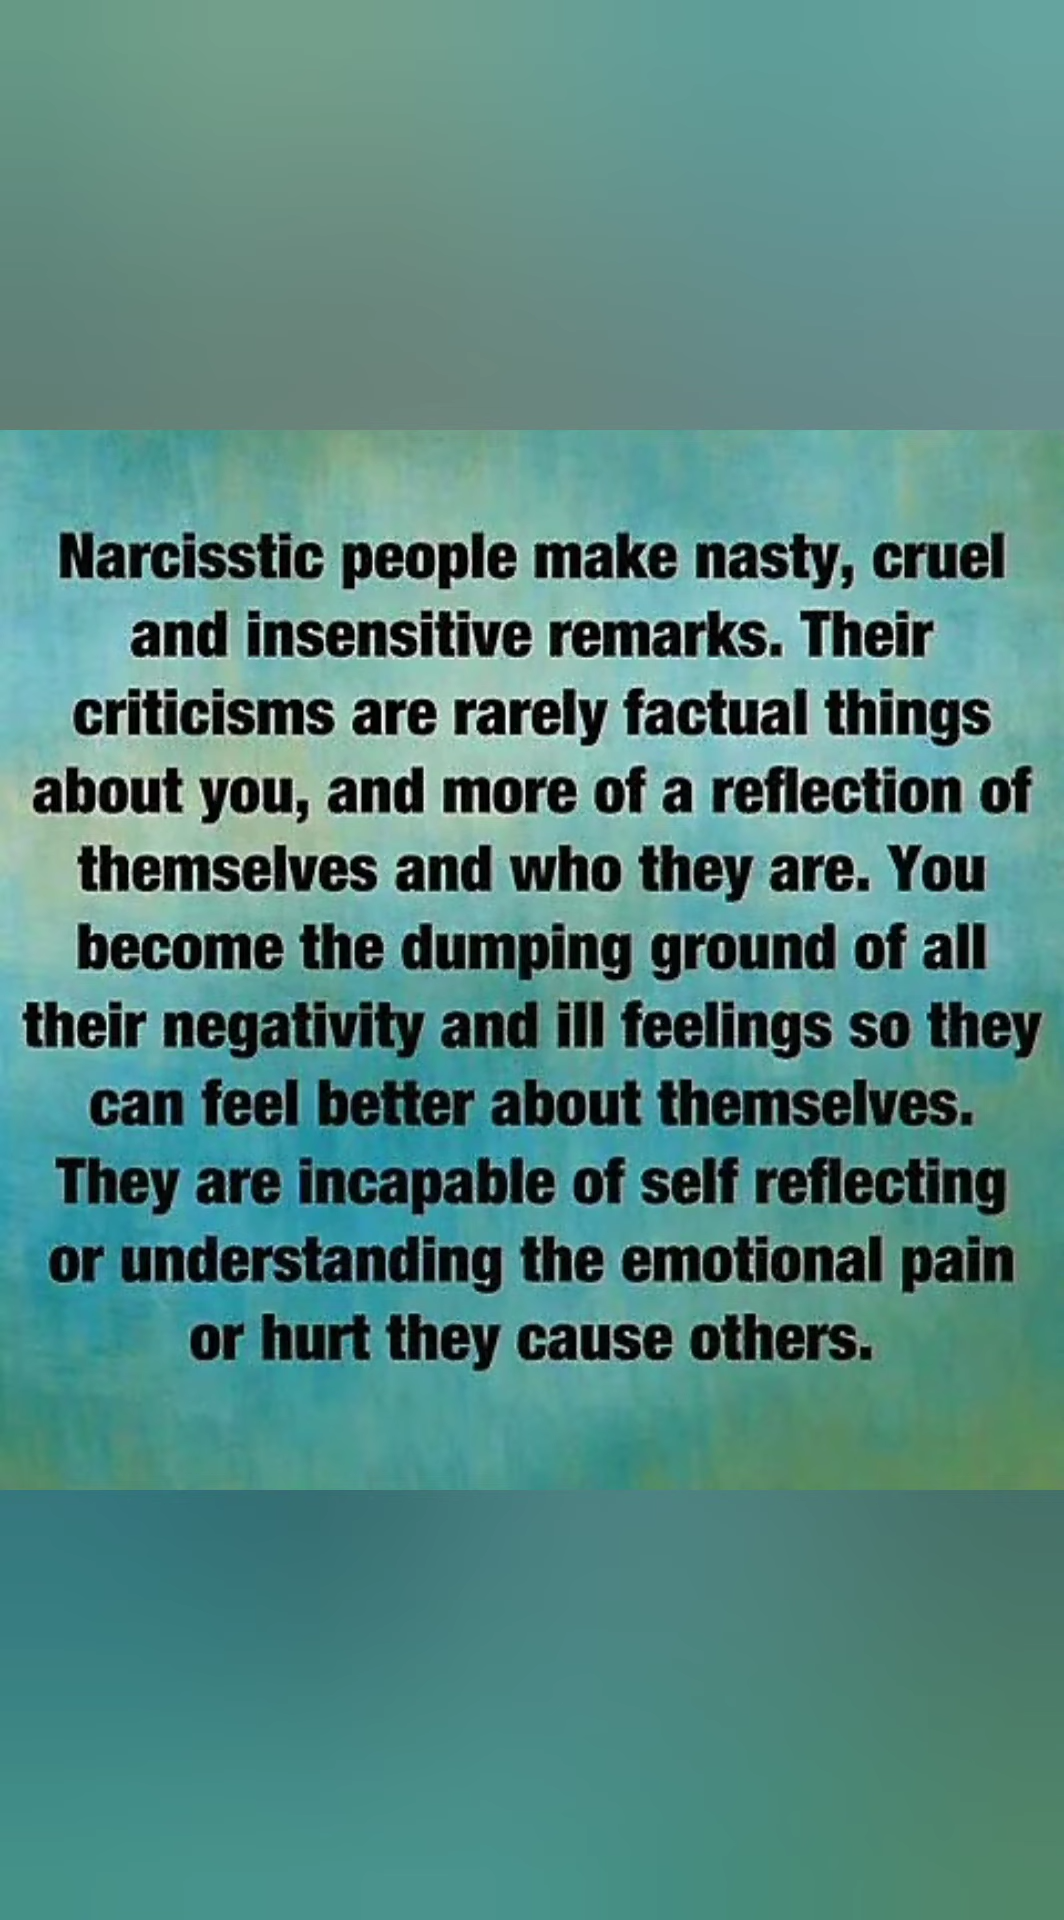 Narcisstic people make nasty, cruel
and insensitive remarks. Their
criticisms are rarely factual things
about you, and more of a reflection of
themselves and who they are. You
become the dumping ground of all
their negativity and ill feelings so they
can feel better about themselves.
They are incapable of self reflecting
or understanding the emotional pain
or hurt they cause others.